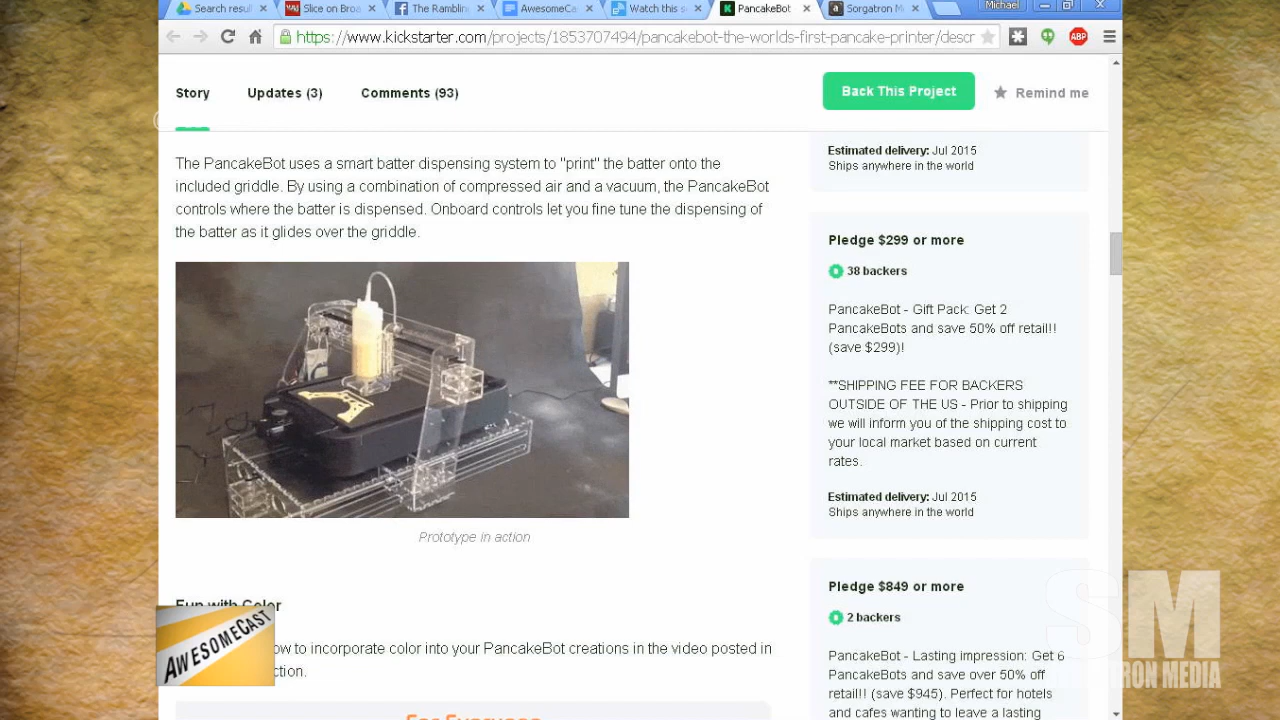 Search resul
Slice on Broa
The Rambling
AwesomeCa
Watch this s
PancakeBot
Sorgatron M
Michael
https://www.kickstarter.com/projects/1853707494/pancakebot-the-worlds-first-pancake-printer/descr
ABP
Story
Updates (3)
Comments (93)
Back This Project
Remind me
The PancakeBot uses a smart batter dispensing system to "print" the batter onto the
included griddle. By using a combination of compressed air and a vacuum, the PancakeBot
controls where the batter is dispensed. Onboard controls let you fine tune the dispensing of
the batter as it glides over the griddle.
Prototype in action
Fun with Color
ow to incorporate color into your PancakeBot creations in the video posted in
ction.
For Everyone
Estimated delivery: Jul 2015
Ships anywhere in the world
Pledge $299 or more
38 backers
PancakeBot - Gift Pack: Get 2
PancakeBots and save 50% off retail!!
(save $299)!
**SHIPPING FEE FOR BACKERS
OUTSIDE OF THE US - Prior to shipping
we will inform you of the shipping cost to
your local market based on current
rates.
Estimated delivery: Jul 2015
Ships anywhere in the world
Pledge $849 or more
2 backers
PancakeBot - Lasting impression: Get 6
PancakeBots and save over 50% off
retail!! (save $945). Perfect for hotels
and cafes wanting to leave a lasting
AWESOMECAST
SM
TRON MEDIA